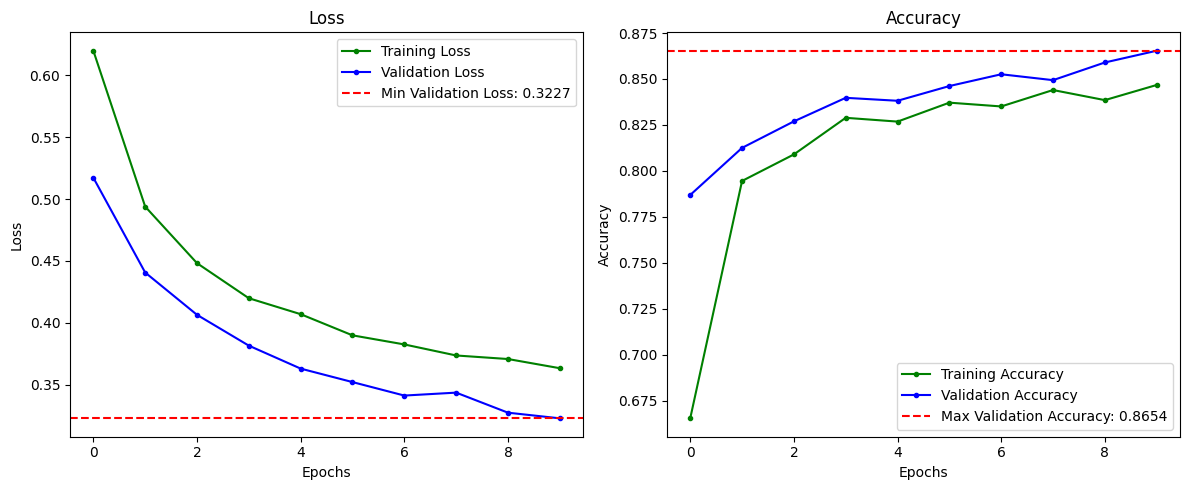 Loss
Training Loss
Validation Loss
Min Validation Loss: 0.3227
0.60
0.55
0.50
0.45
0.40
0.35
Loss
0 2 4 6 8
Epochs
Accuracy
0.875
0.850
0.825
0.800
0.775
0.750
0.725
0.700
0.675
Accuracy
Training Accuracy
Validation Accuracy
Max Validation Accuracy: 0.8654
0 2 4 6 8
Epochs